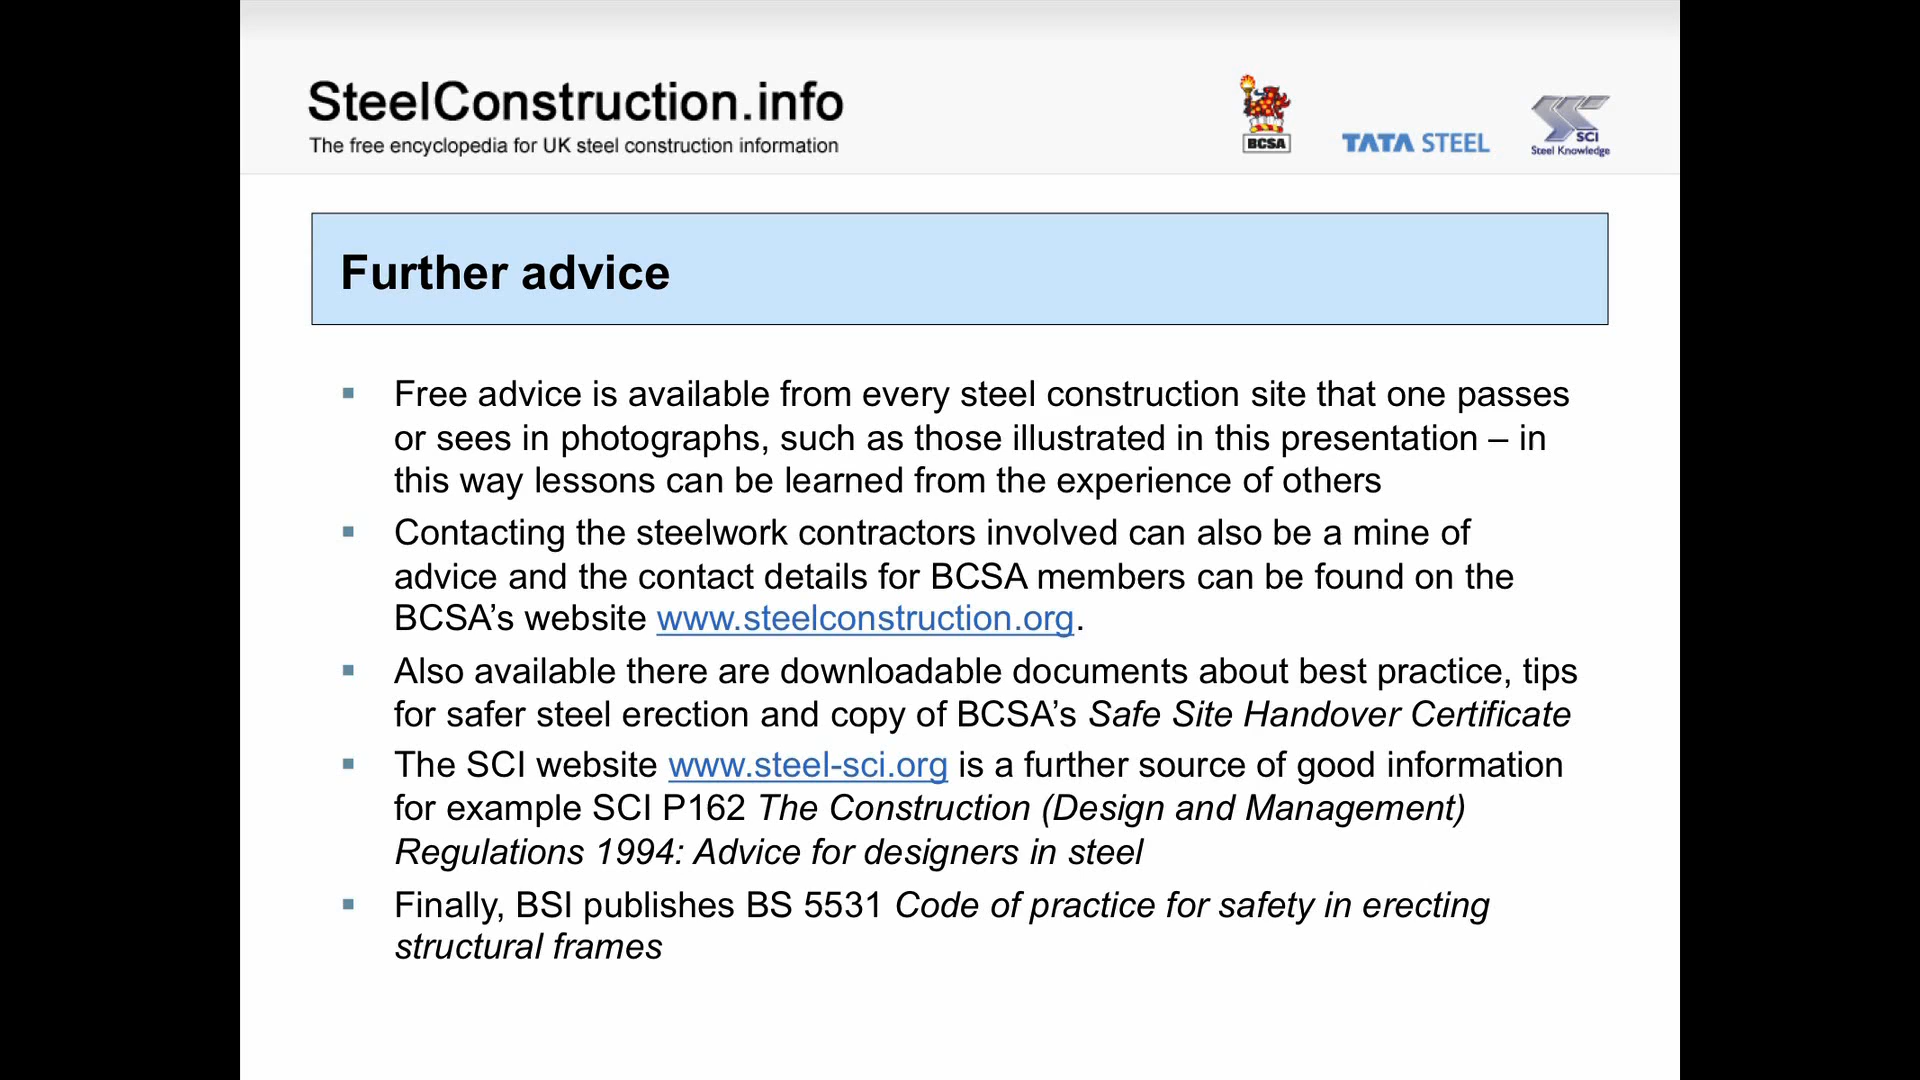 SteelConstruction.info
The free encyclopedia for UK steel construction information
BCSA
TATA STEEL
SCI
Steel Knowledge
Further advice
Free advice is available from every steel construction site that one passes
or sees in photographs, such as those illustrated in this presentation – in
this way lessons can be learned from the experience of others
Contacting the steelwork contractors involved can also be a mine of
advice and the contact details for BCSA members can be found on the
BCSA’s website www.steelconstruction.org.
Also available there are downloadable documents about best practice, tips
for safer steel erection and copy of BCSA’s Safe Site Handover Certificate
The SCI website www.steel-sci.org is a further source of good information
for example SCI P162 The Construction (Design and Management)
Regulations 1994: Advice for designers in steel
Finally, BSI publishes BS 5531 Code of practice for safety in erecting
structural frames